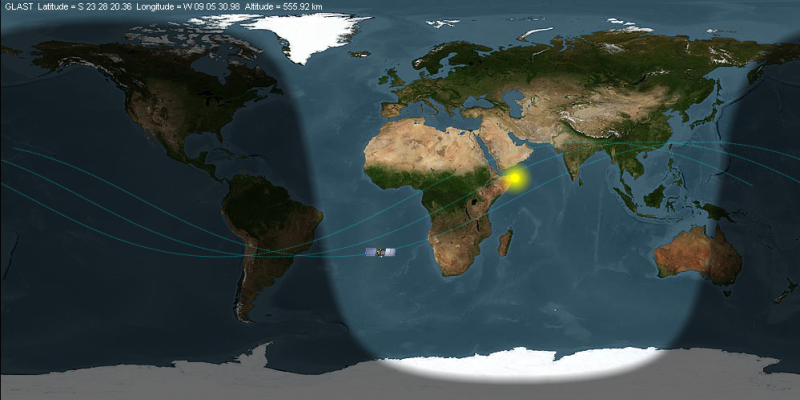 GLAST Latitude = S 23 28 20.36 Longitude = W 09 05 30.98 Altitude = 555.92 km